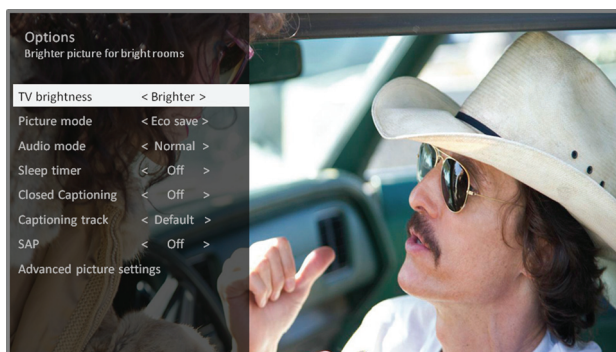 Options
Brighter picture for bright rooms
TV brightness < Brighter >
Picture mode < Eco save >
Audio mode < Normal >
Sleep timer < Off >
Closed Captioning < Off >
Captioning track < Default >
SAP < Off >
Advanced picture settings